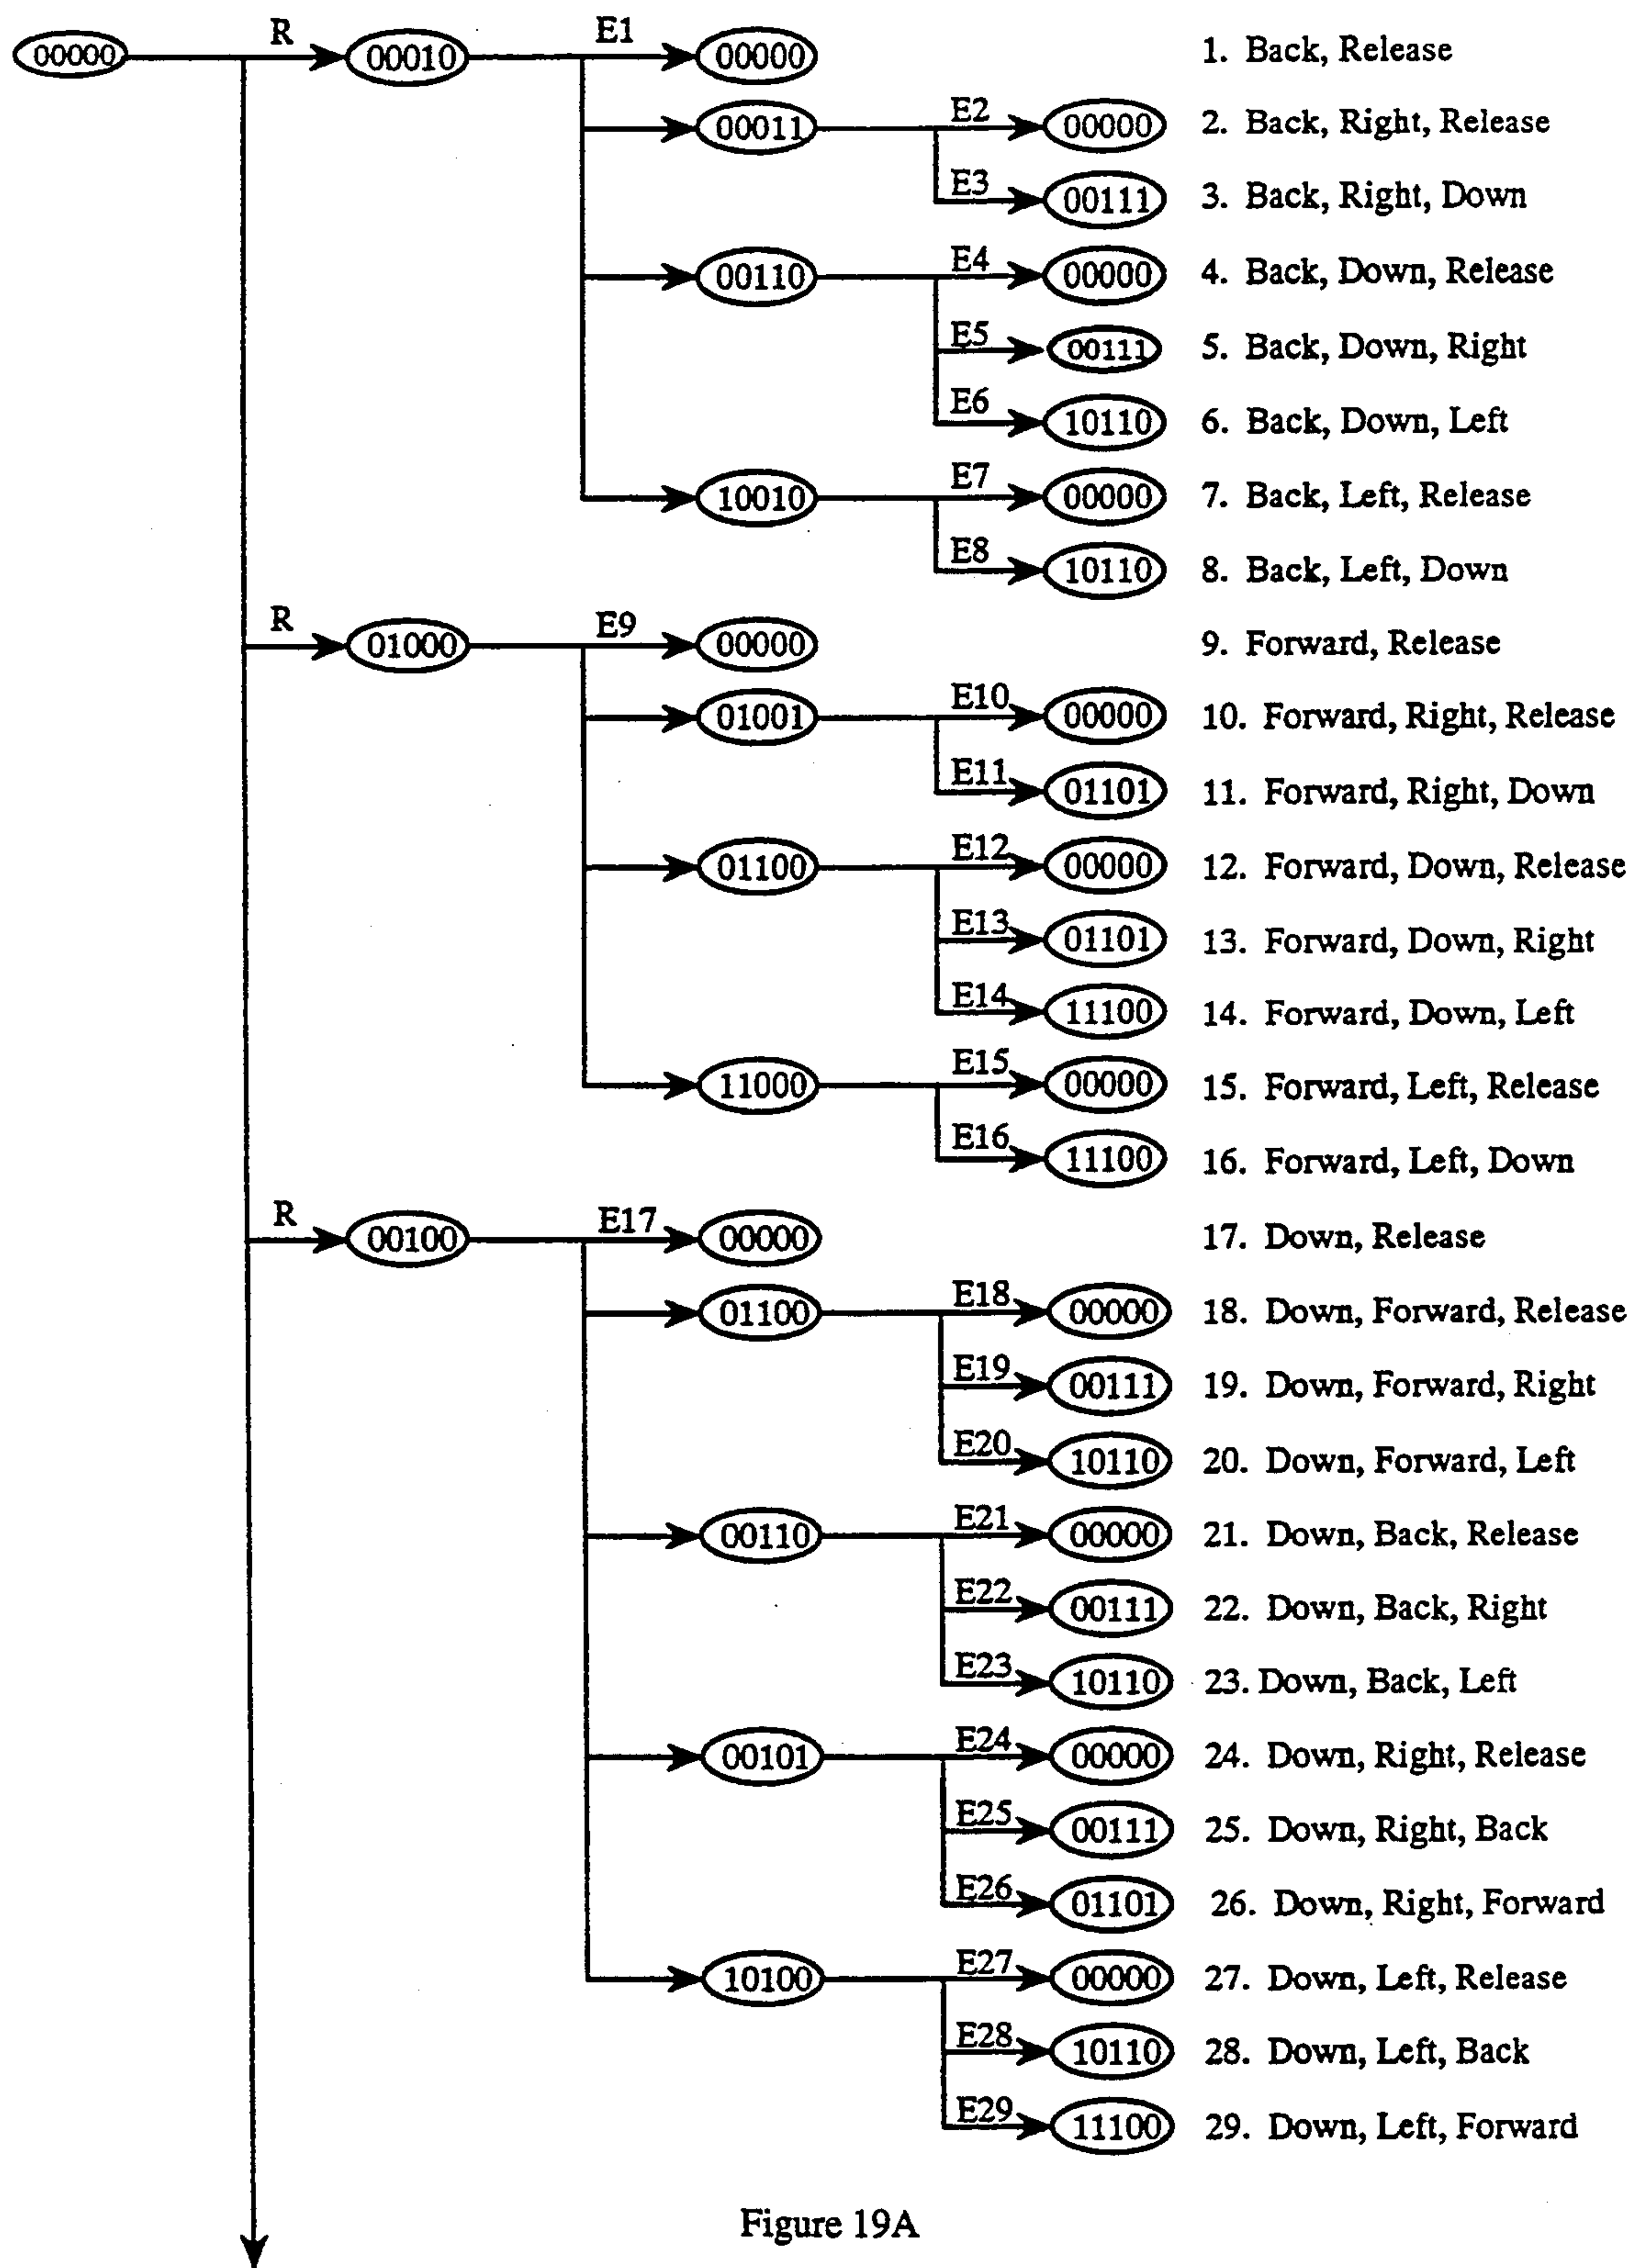 00000 R 00010 E1 00000 1. Back, Release
00011 E2 00000 2. Back, Right, Release
E3 00111 3. Back, Right, Down
00110 E4 00000 4. Back, Down, Release
E5 00111 5. Back, Down, Right
E6 10110 6. Back, Down, Left
10010 E7 00000 7. Back, Left, Release
E8 10110 8. Back, Left, Down
R 01000 E9 00000 9. Forward, Release
01001 E10 00000 10. Forward, Right, Release
E11 01101 11. Forward, Right, Down
01100 E12 00000 12. Forward, Down, Release
E13 01101 13. Forward, Down, Right
E14 11100 14. Forward, Down, Left
11000 E15 00000 15. Forward, Left, Release
E16 11100 16. Forward, Left, Down
R 00100 E17 00000 17. Down, Release
01100 E18 00000 18. Down, Forward, Release
E19 00111 19. Down, Forward, Right
E20 10110 20. Down, Forward, Left
00110 E21 00000 21. Down, Back, Release
E22 00111 22. Down, Back, Right
E23 10110 23. Down, Back, Left
00101 E24 00000 24. Down, Right, Release
E25 00111 25. Down, Right, Back
E26 01101 26. Down, Right, Forward
10100 E27 00000 27. Down, Left, Release
E28 10110 28. Down, Left, Back
E29 11100 29. Down, Left, Forward
Figure 19A